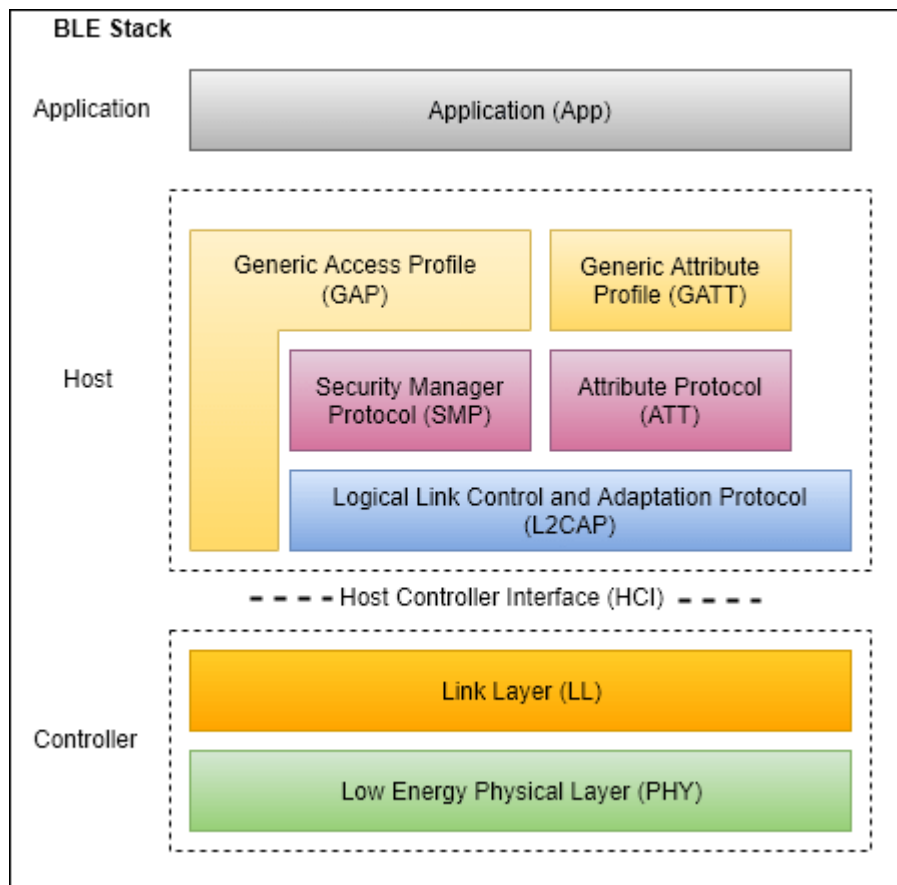 BLE Stack
Application
Application (App)
Host
Generic Access Profile
(GAP)
Generic Attribute
Profile (GATT)
Security Manager
Protocol (SMP)
Attribute Protocol
(ATT)
Logical Link Control and Adaptation Protocol
(L2CAP)
Host Controller Interface (HCI)
Controller
Link Layer (LL)
Low Energy Physical Layer (PHY)